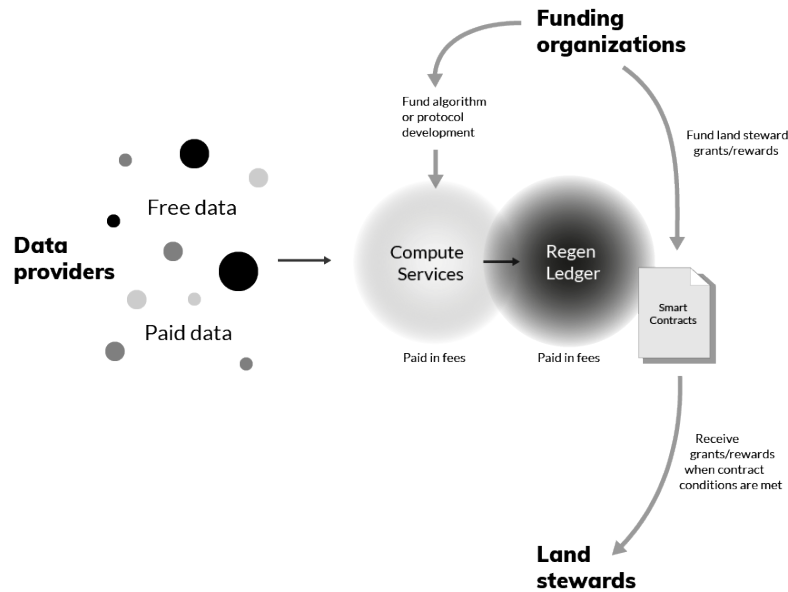 Funding
organizations
Fund algorithm
or protocol
development
Fund land steward
grants/rewards
Free data
Data
providers
Paid data
Compute
Services
Regen
Ledger
Smart
Contracts
Paid in fees
Paid in fees
Receive
grants/rewards
when contract
conditions are met
Land
stewards